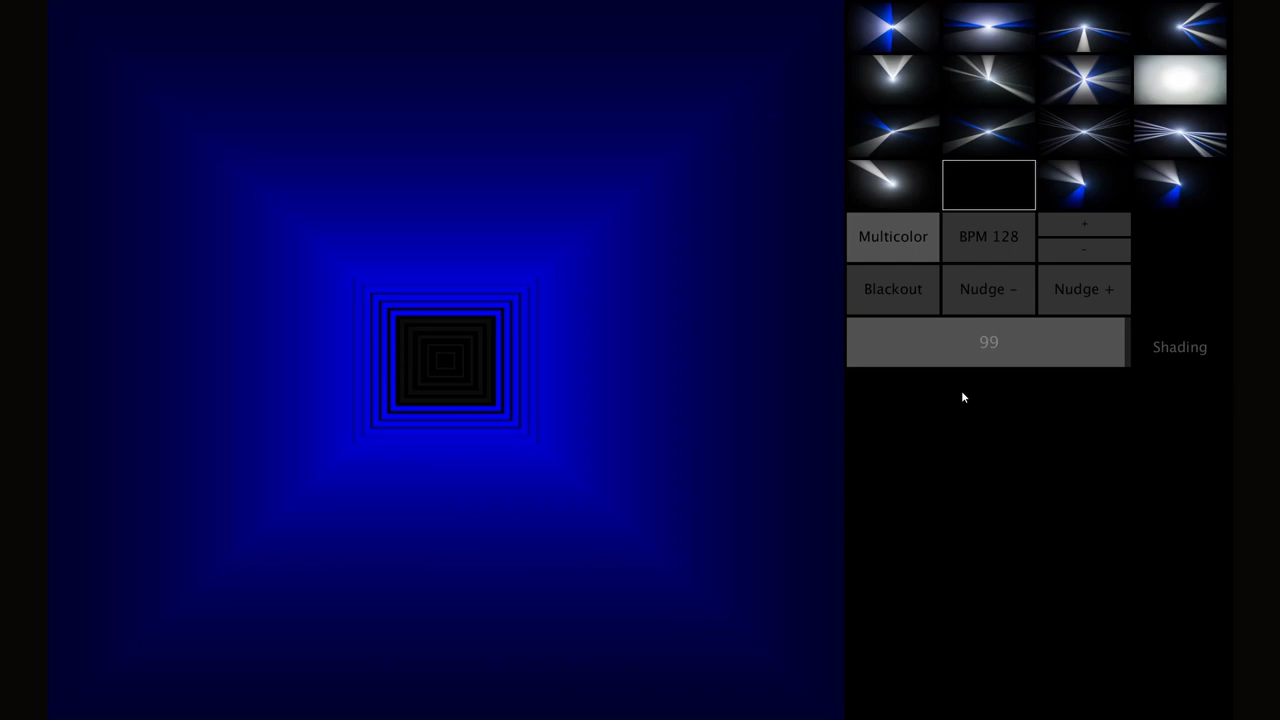 Multicolor
BPM 128
+
-
Blackout
Nudge -
Nudge +
99
Shading